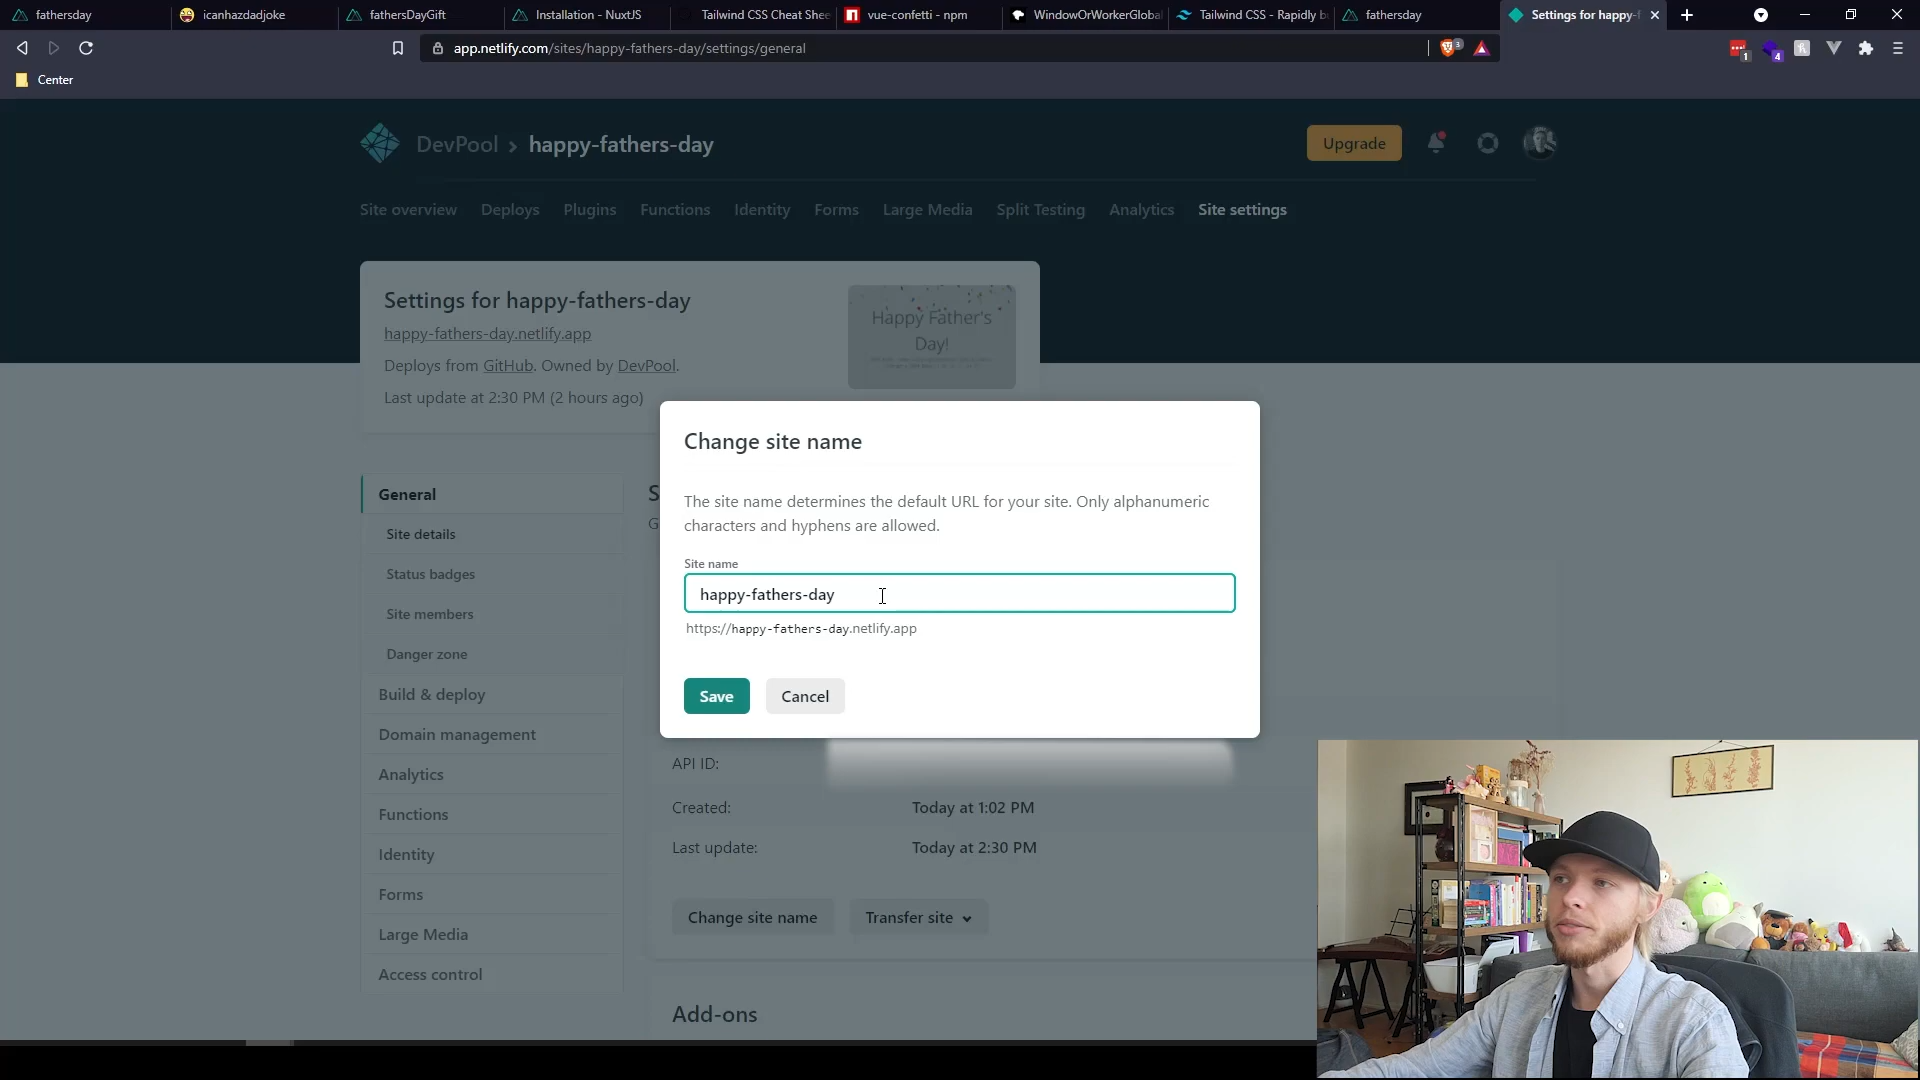 fathersday
icanhazdadjoke
fathersDayGift
Installation - NuxtJS
Tailwind CSS Cheat Shee
vue-confetti - npm
WindowOrWorkerGlobal
Tailwind CSS - Rapidly b
fathersday
Settings for happy-f
app.netlify.com/sites/happy-fathers-day/settings/general
3
1
4
Center
DevPool
happy-fathers-day
Upgrade
Site overview
Deploys
Plugins
Functions
Identity
Forms
Large Media
Split Testing
Analytics
Site settings
Settings for happy-fathers-day
happy-fathers-day.netlify.app
Deploys from GitHub. Owned by DevPool.
Last update at 2:30 PM (2 hours ago)
Happy Father's
Day!
General
Site details
Status badges
Site members
Danger zone
Build & deploy
Domain management
Analytics
Functions
Identity
Forms
Large Media
Access control
S
G
Change site name
The site name determines the default URL for your site. Only alphanumeric
characters and hyphens are allowed.
Site name
happy-fathers-day
https://happy-fathers-day.netlify.app
Save
Cancel
API ID:
Created:
Today at 1:02 PM
Last update:
Today at 2:30 PM
Change site name
Transfer site
Add-ons